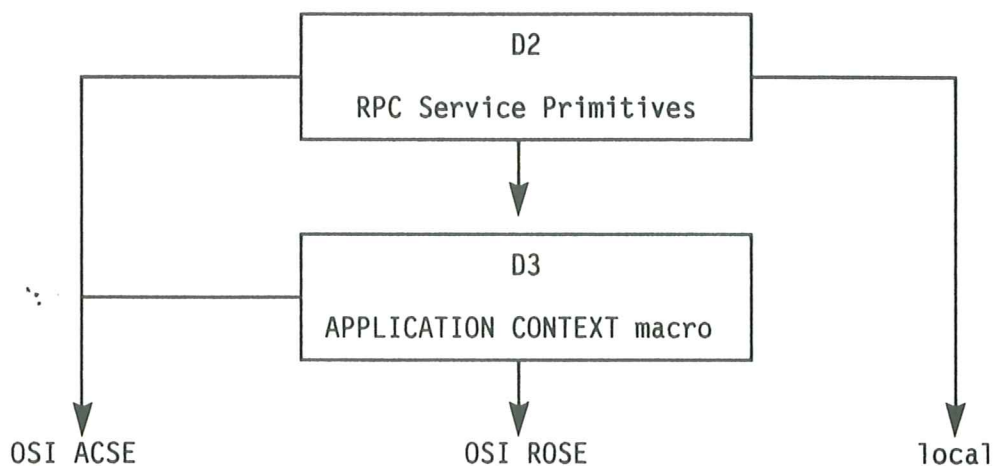 D2
RPC Service Primitives
D3
APPLICATION CONTEXT macro
OSI ACSE
OSI ROSE
local